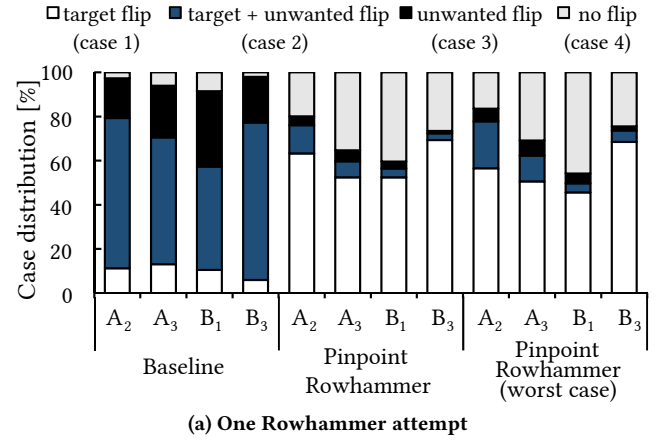 target flip target + unwanted flip unwanted flip no flip
(case 1) (case 2) (case 3) (case 4)
Case distribution [%]
100
80
60
40
20
0
A₂ A₃ B₁ B₃ A₂ A₃ B₁ B₃ A₂ A₃ B₁ B₃
Baseline
Pinpoint
Rowhammer
Pinpoint
Rowhammer
(worst case)
(a) One Rowhammer attempt